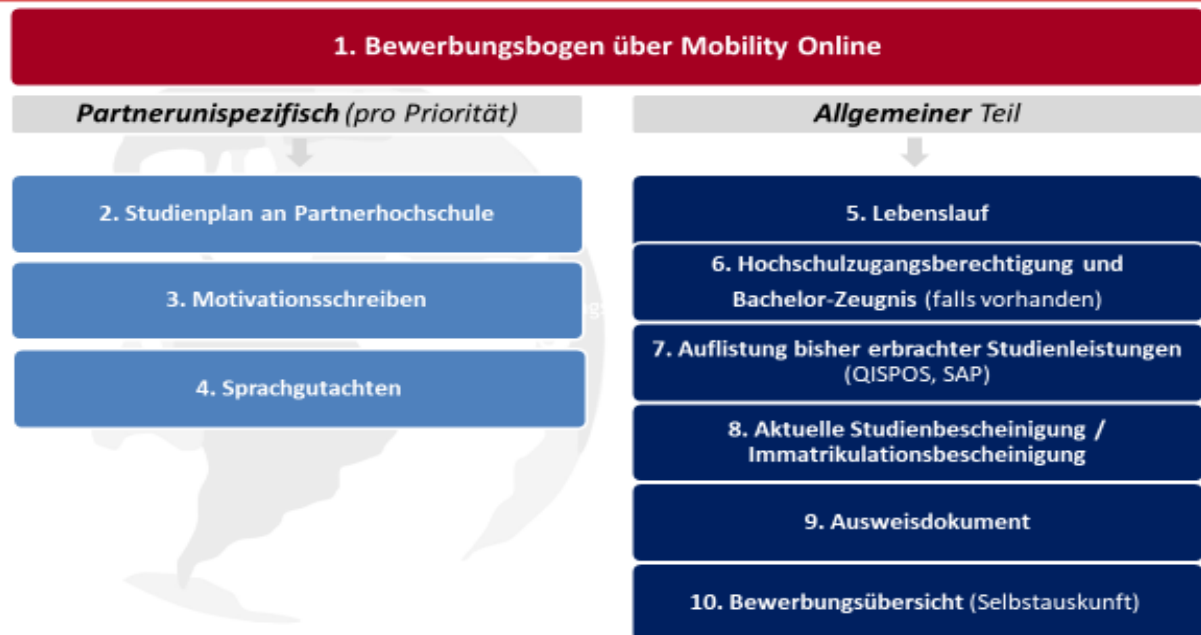 1. Bewerbungsbogen über Mobility Online
Partnerunispezifisch (pro Priorität)
2. Studienplan an Partnerhochschule
3. Motivationsschreiben
4. Sprachgutachten
Allgemeiner Teil
5. Lebenslauf
6. Hochschulzugangsberechtigung und
Bachelor-Zeugnis (falls vorhanden)
7. Auflistung bisher erbrachter Studienleistungen
(QISPOS, SAP)
8. Aktuelle Studienbescheinigung /
Immatrikulationsbescheinigung
9. Ausweisdokument
10. Bewerbungsübersicht (Selbstauskunft)